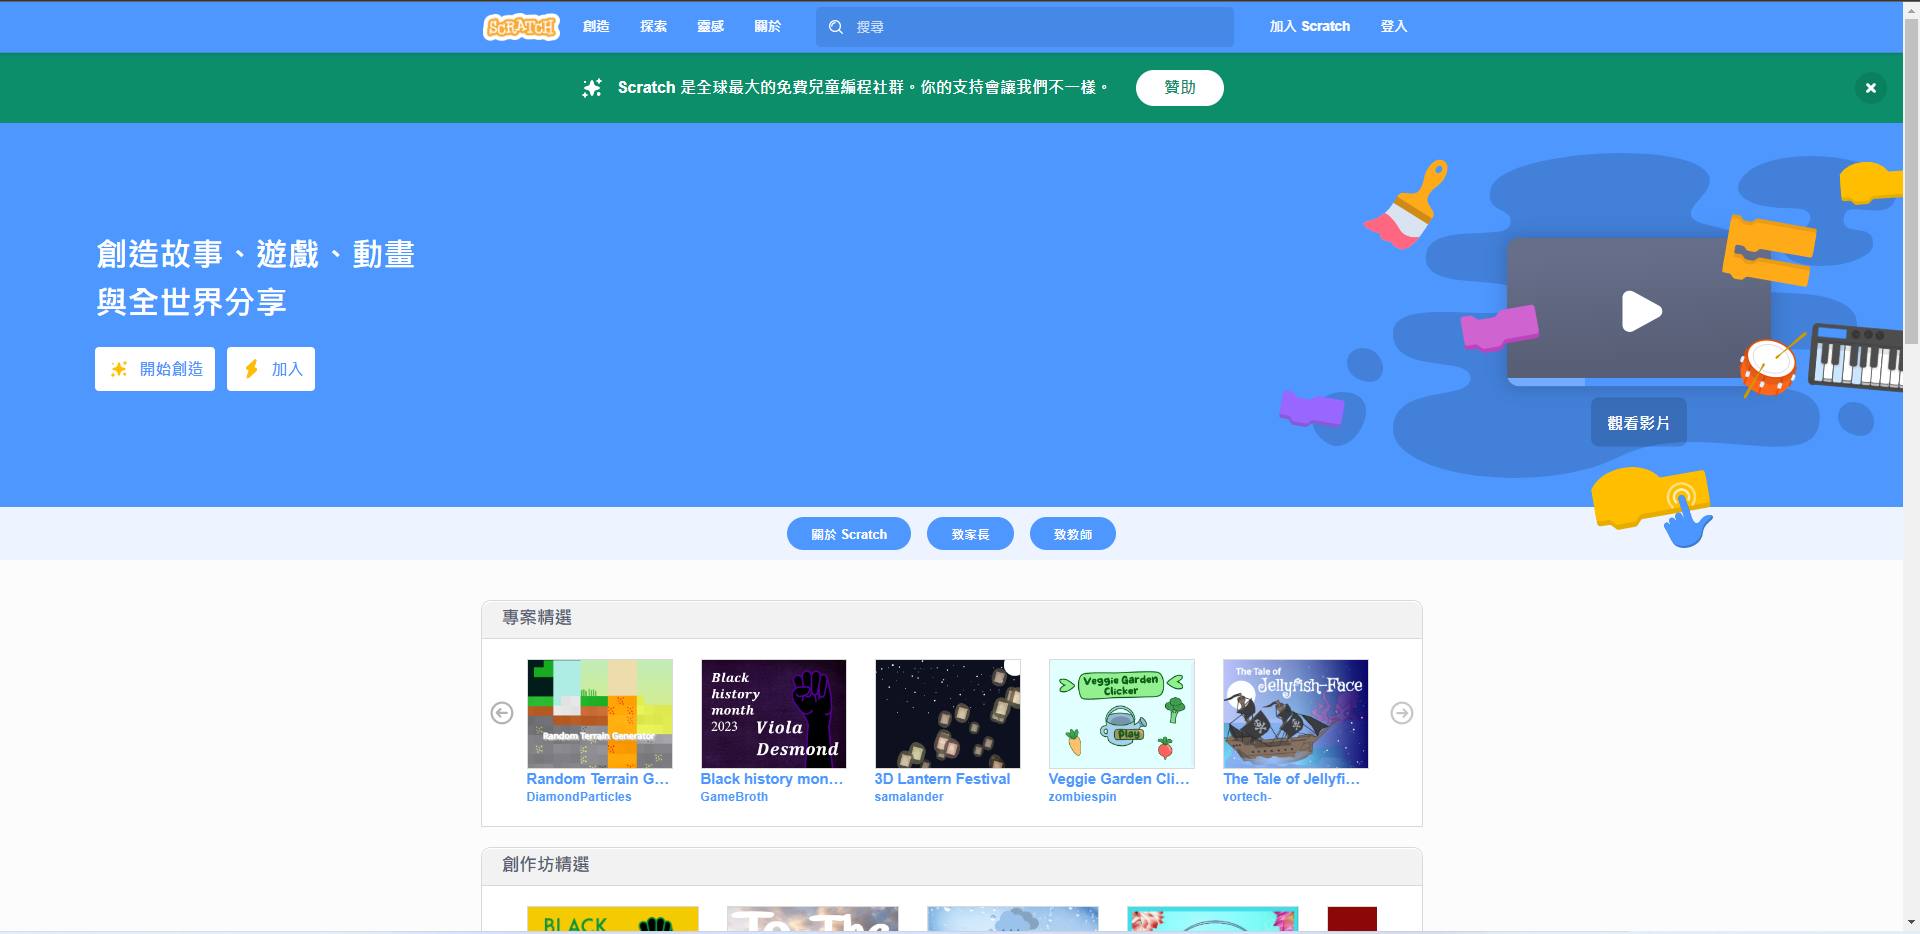 SCRATCH
創造
探索
靈感
關於
搜尋
加入 Scratch
登入
Scratch 是全球最大的免費兒童編程社群。你的支持會讓我們不一樣。
贊助
創造故事、遊戲、動畫
與全世界分享
開始創造
加入
觀看影片
關於 Scratch
致家長
致教師
專案精選
Random Terrain Generator
Black
history
month
2023
Viola
Desmond
Veggie Garden
Clicker
Play
The Tale of
Jellyfish-Face
Random Terrain G...
Black history mon...
3D Lantern Festival
Veggie Garden Cli...
The Tale of Jellyfi...
DiamondParticles
GameBroth
samalander
zombiespin
vortech-
創作坊精選
BLACK
To The